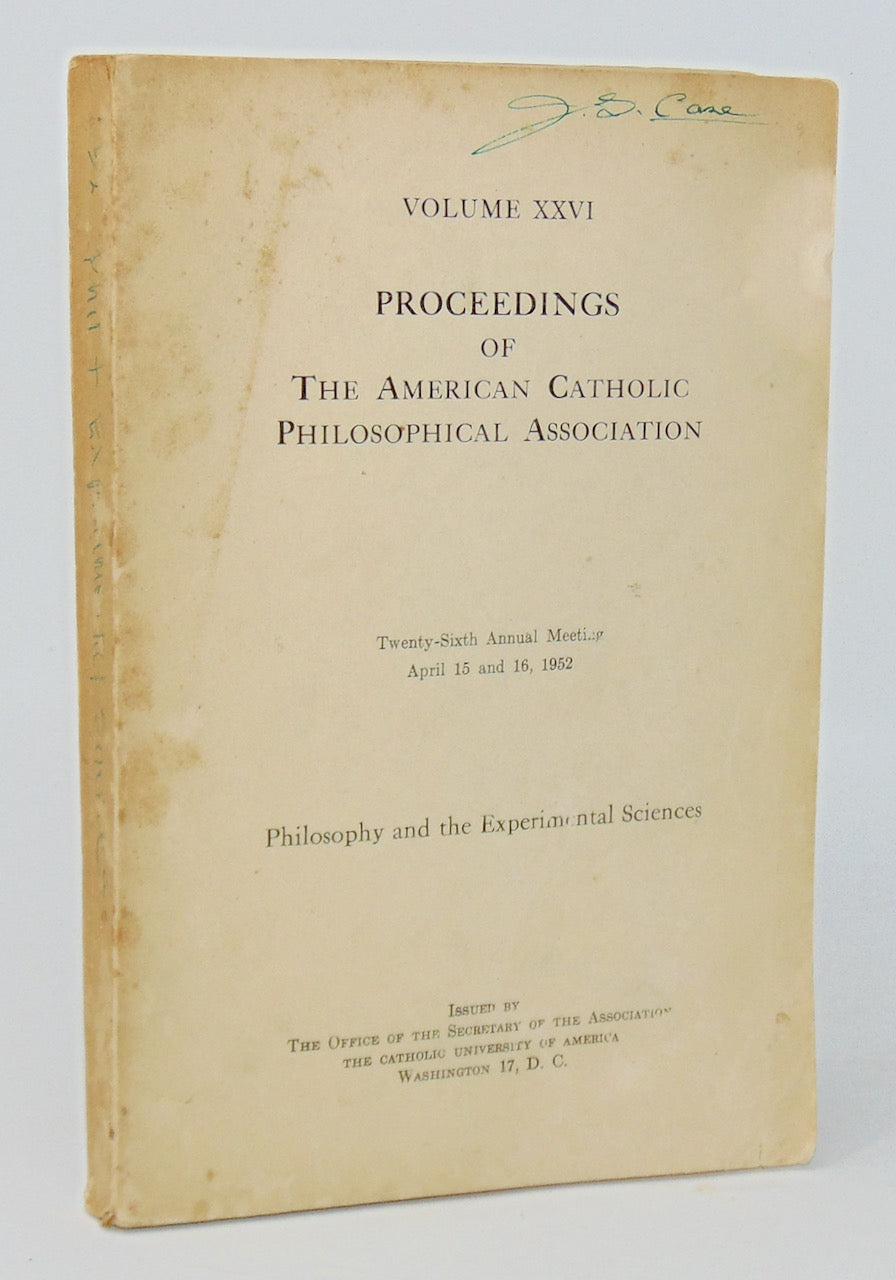 J. G. Case
VOLUME XXVI
PROCEEDINGS
OF
THE AMERICAN CATHOLIC
PHILOSOPHICAL ASSOCIATION
Twenty-Sixth Annual Meeting
April 15 and 16, 1952
Philosophy and the Experimental Sciences
ISSUED BY
THE OFFICE OF THE SECRETARY OF THE ASSOCIATION
THE CATHOLIC UNIVERSITY OF AMERICA
WASHINGTON 17, D. C.